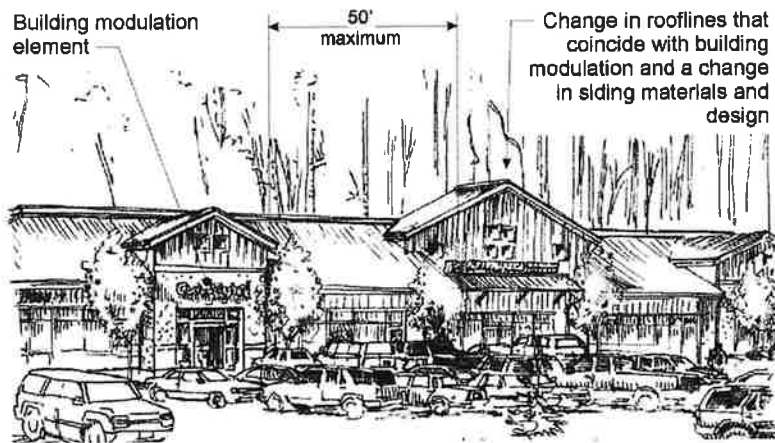 Building modulation
element
50'
maximum
Change in rooflines that
coincide with building
modulation and a change
in siding materials and
design